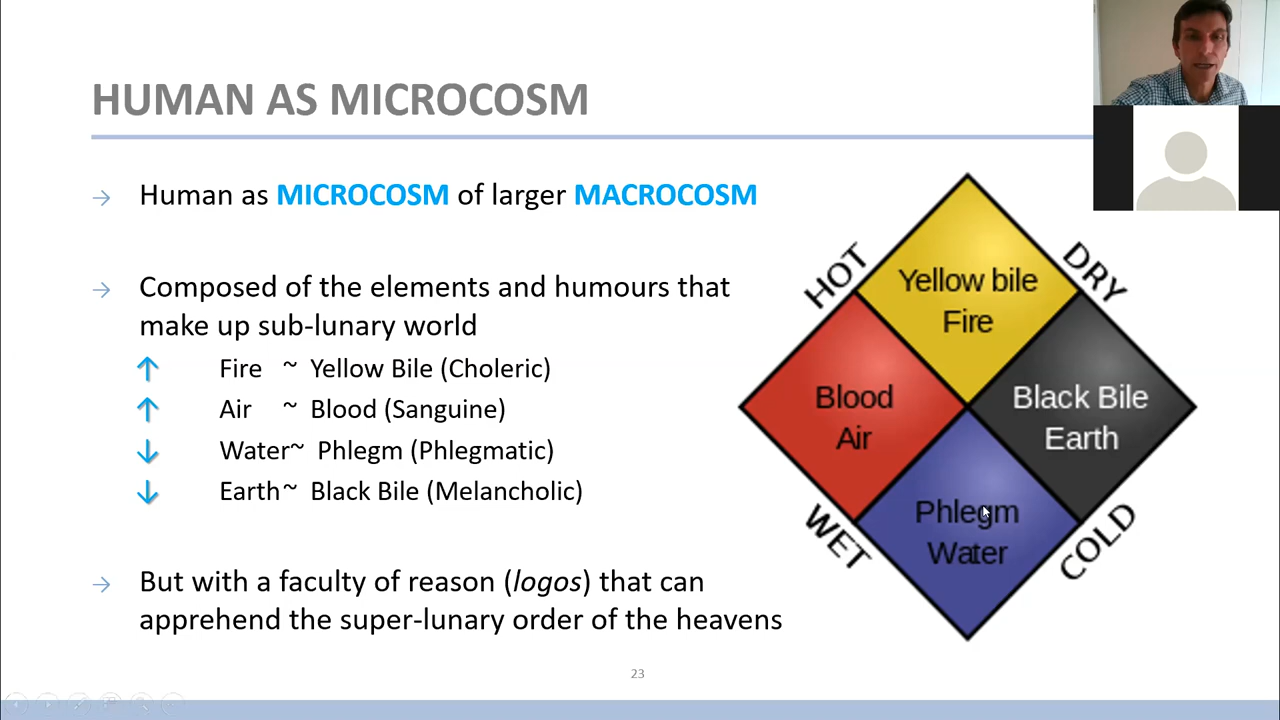 HUMAN AS MICROCOSM
→ Human as MICROCOSM of larger MACROCOSM
→ Composed of the elements and humours that
make up sub-lunary world
↑ Fire ~ Yellow Bile (Choleric)
↑ Air ~ Blood (Sanguine)
↓ Water~ Phlegm (Phlegmatic)
↓ Earth~ Black Bile (Melancholic)
→ But with a faculty of reason (logos) that can
apprehend the super-lunary order of the heavens
HOT
DRY
Yellow bile
Fire
Blood
Air
Black Bile
Earth
Phlegm
Water
WET
COLD
23